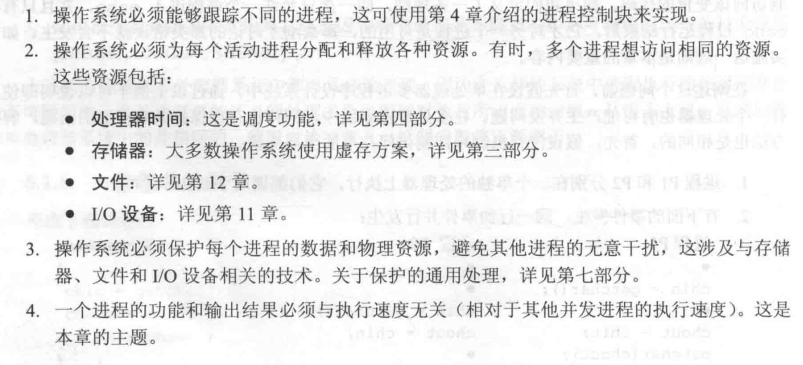 1. 操作系统必须能够跟踪不同的进程，这可使用第 4 章介绍的进程控制块来实现。
2. 操作系统必须为每个活动进程分配和释放各种资源。有时，多个进程想访问相同的资源。
这些资源包括：
● 处理器时间：这是调度功能，详见第四部分。
● 存储器：大多数操作系统使用虚存方案，详见第三部分。
● 文件：详见第 12 章。
● I/O 设备：详见第 11 章。
3. 操作系统必须保护每个进程的数据和物理资源，避免其他进程的无意干扰，这涉及与存储
器、文件和 I/O 设备相关的技术。关于保护的通用处理，详见第七部分。
4. 一个进程的功能和输出结果必须与执行速度无关（相对于其他并发进程的执行速度）。这是
本章的主题。